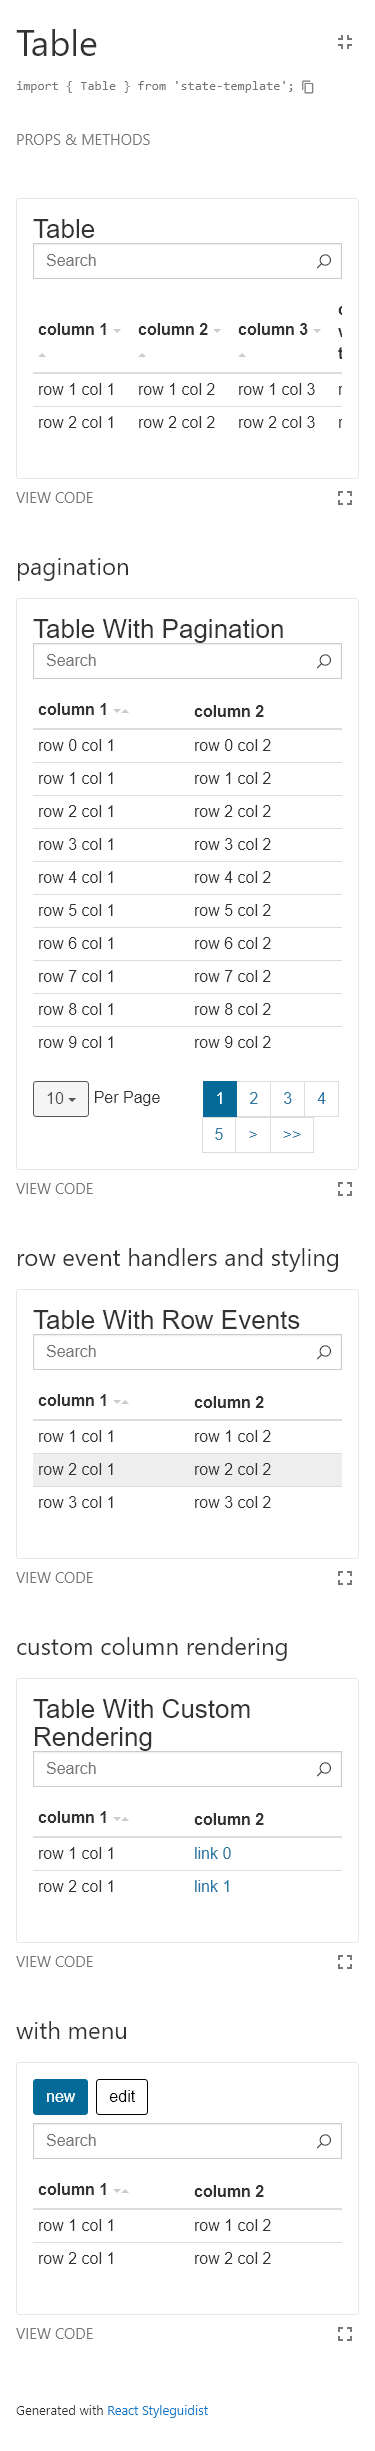 Table
import { Table } from 'state-template';
PROPS & METHODS
Table
Search
column 1 column 2 column 3
row 1 col 1 row 1 col 2 row 1 col 3
row 2 col 1 row 2 col 2 row 2 col 3
VIEW CODE
pagination
Table With Pagination
Search
column 1 column 2
row 0 col 1 row 0 col 2
row 1 col 1 row 1 col 2
row 2 col 1 row 2 col 2
row 3 col 1 row 3 col 2
row 4 col 1 row 4 col 2
row 5 col 1 row 5 col 2
row 6 col 1 row 6 col 2
row 7 col 1 row 7 col 2
row 8 col 1 row 8 col 2
row 9 col 1 row 9 col 2
10 Per Page 1 2 3 4
5 > >>
VIEW CODE
row event handlers and styling
Table With Row Events
Search
column 1 column 2
row 1 col 1 row 1 col 2
row 2 col 1 row 2 col 2
row 3 col 1 row 3 col 2
VIEW CODE
custom column rendering
Table With Custom
Rendering
Search
column 1 column 2
row 1 col 1 link 0
row 2 col 1 link 1
VIEW CODE
with menu
new edit
Search
column 1 column 2
row 1 col 1 row 1 col 2
row 2 col 1 row 2 col 2
VIEW CODE
Generated with React Styleguidist